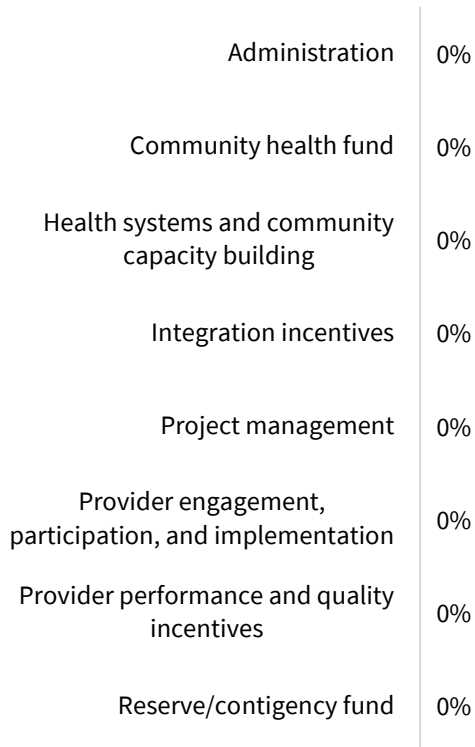 Administration 0%
Community health fund 0%
Health systems and community
capacity building 0%
Integration incentives 0%
Project management 0%
Provider engagement,
participation, and implementation 0%
Provider performance and quality
incentives 0%
Reserve/contigency fund 0%